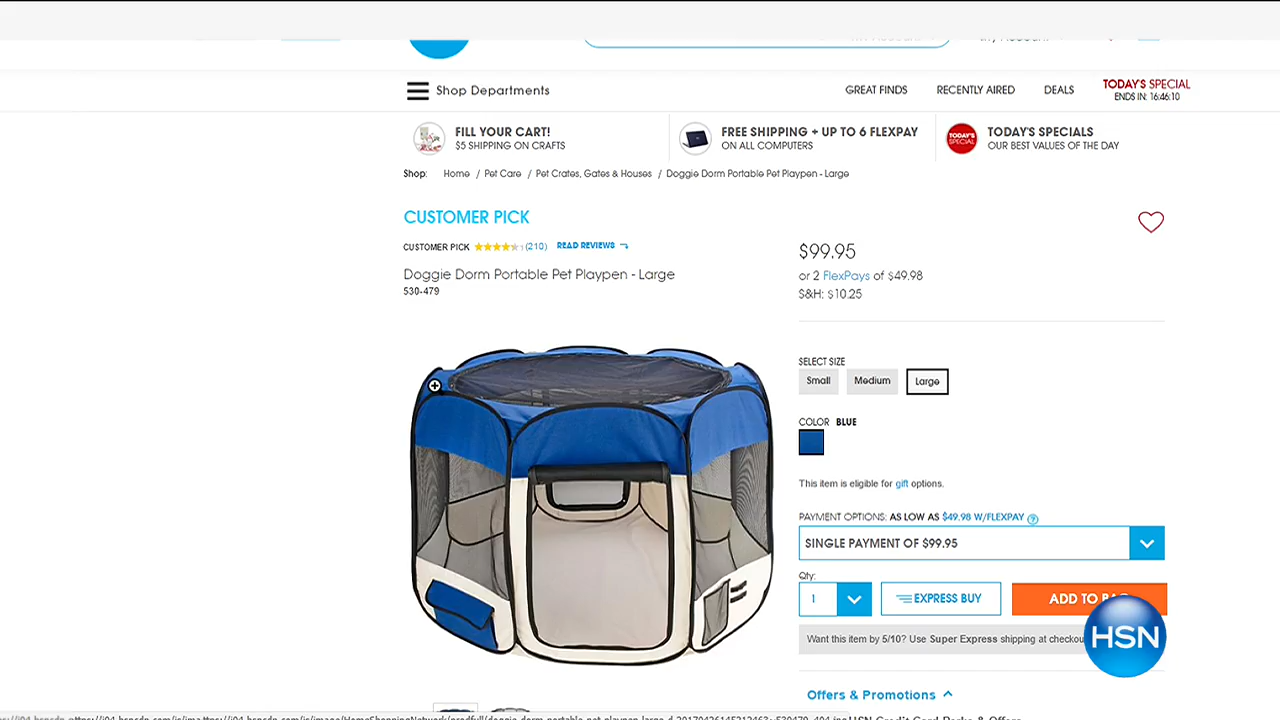 Shop Departments
GREAT FINDS
RECENTLY AIRED
DEALS
TODAY'S SPECIAL
ENDS IN: 16:46:10
FILL YOUR CART!
$5 SHIPPING ON CRAFTS
FREE SHIPPING + UP TO 6 FLEXPAY
ON ALL COMPUTERS
TODAY'S SPECIAL
TODAY'S SPECIALS
OUR BEST VALUES OF THE DAY
Shop: Home / Pet Care / Pet Crates, Gates & Houses / Doggie Dorm Portable Pet Playpen - Large
CUSTOMER PICK
CUSTOMER PICK (210) READ REVIEWS
Doggie Dorm Portable Pet Playpen - Large
530-479
$99.95
or 2 FlexPays of $49.98
S&H: $10.25
SELECT SIZE
Small Medium Large
COLOR BLUE
This item is eligible for gift options.
PAYMENT OPTIONS: AS LOW AS $49.98 W/FLEXPAY ?
SINGLE PAYMENT OF $99.95
Qty:
1
EXPRESS BUY
ADD TO
Want this item by 5/10? Use Super Express shipping at
HSN
Offers & Promotions